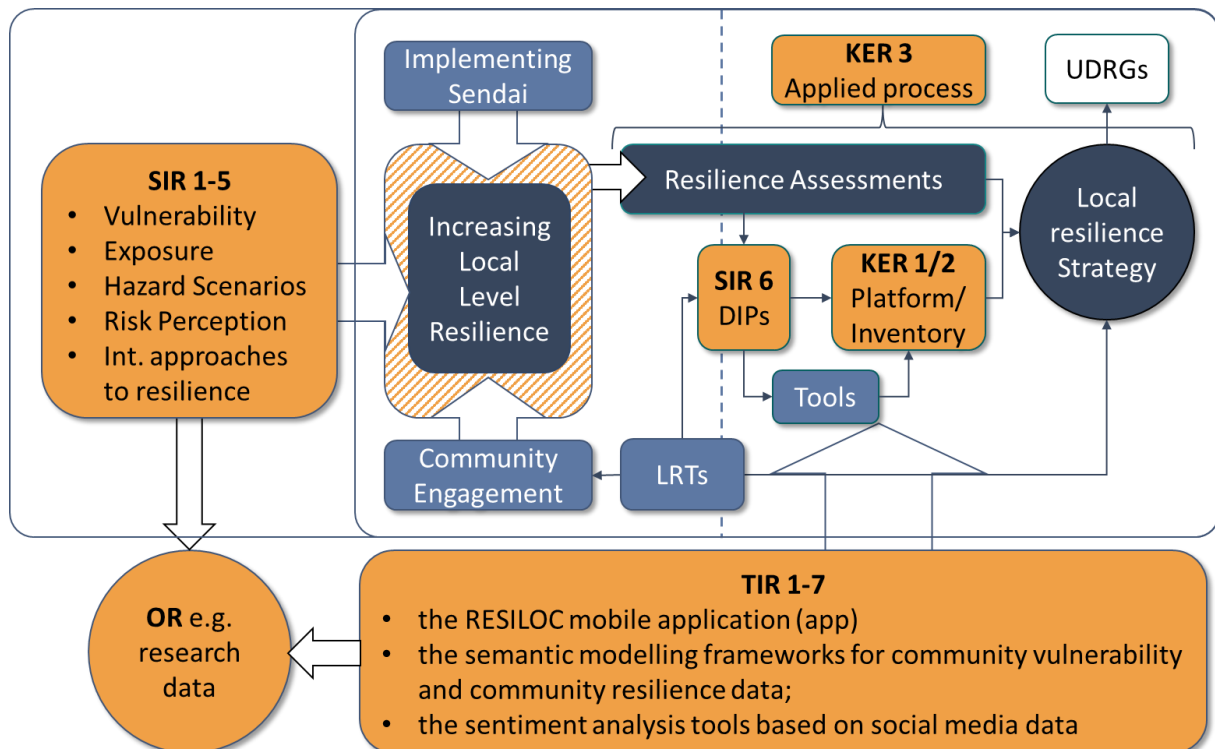 Implementing
Sendai
KER 3
Applied process
UDRGs
SIR 1-5
• Vulnerability
• Exposure
• Hazard Scenarios
• Risk Perception
• Int. approaches
to resilience
Increasing
Local
Level
Resilience
Resilience Assessments
Local
resilience
Strategy
SIR 6
DIPs
KER 1/2
Platform/
Inventory
Tools
Community
Engagement
LRTs
OR e.g.
research
data
TIR 1-7
• the RESILOC mobile application (app)
• the semantic modelling frameworks for community vulnerability
and community resilience data;
• the sentiment analysis tools based on social media data